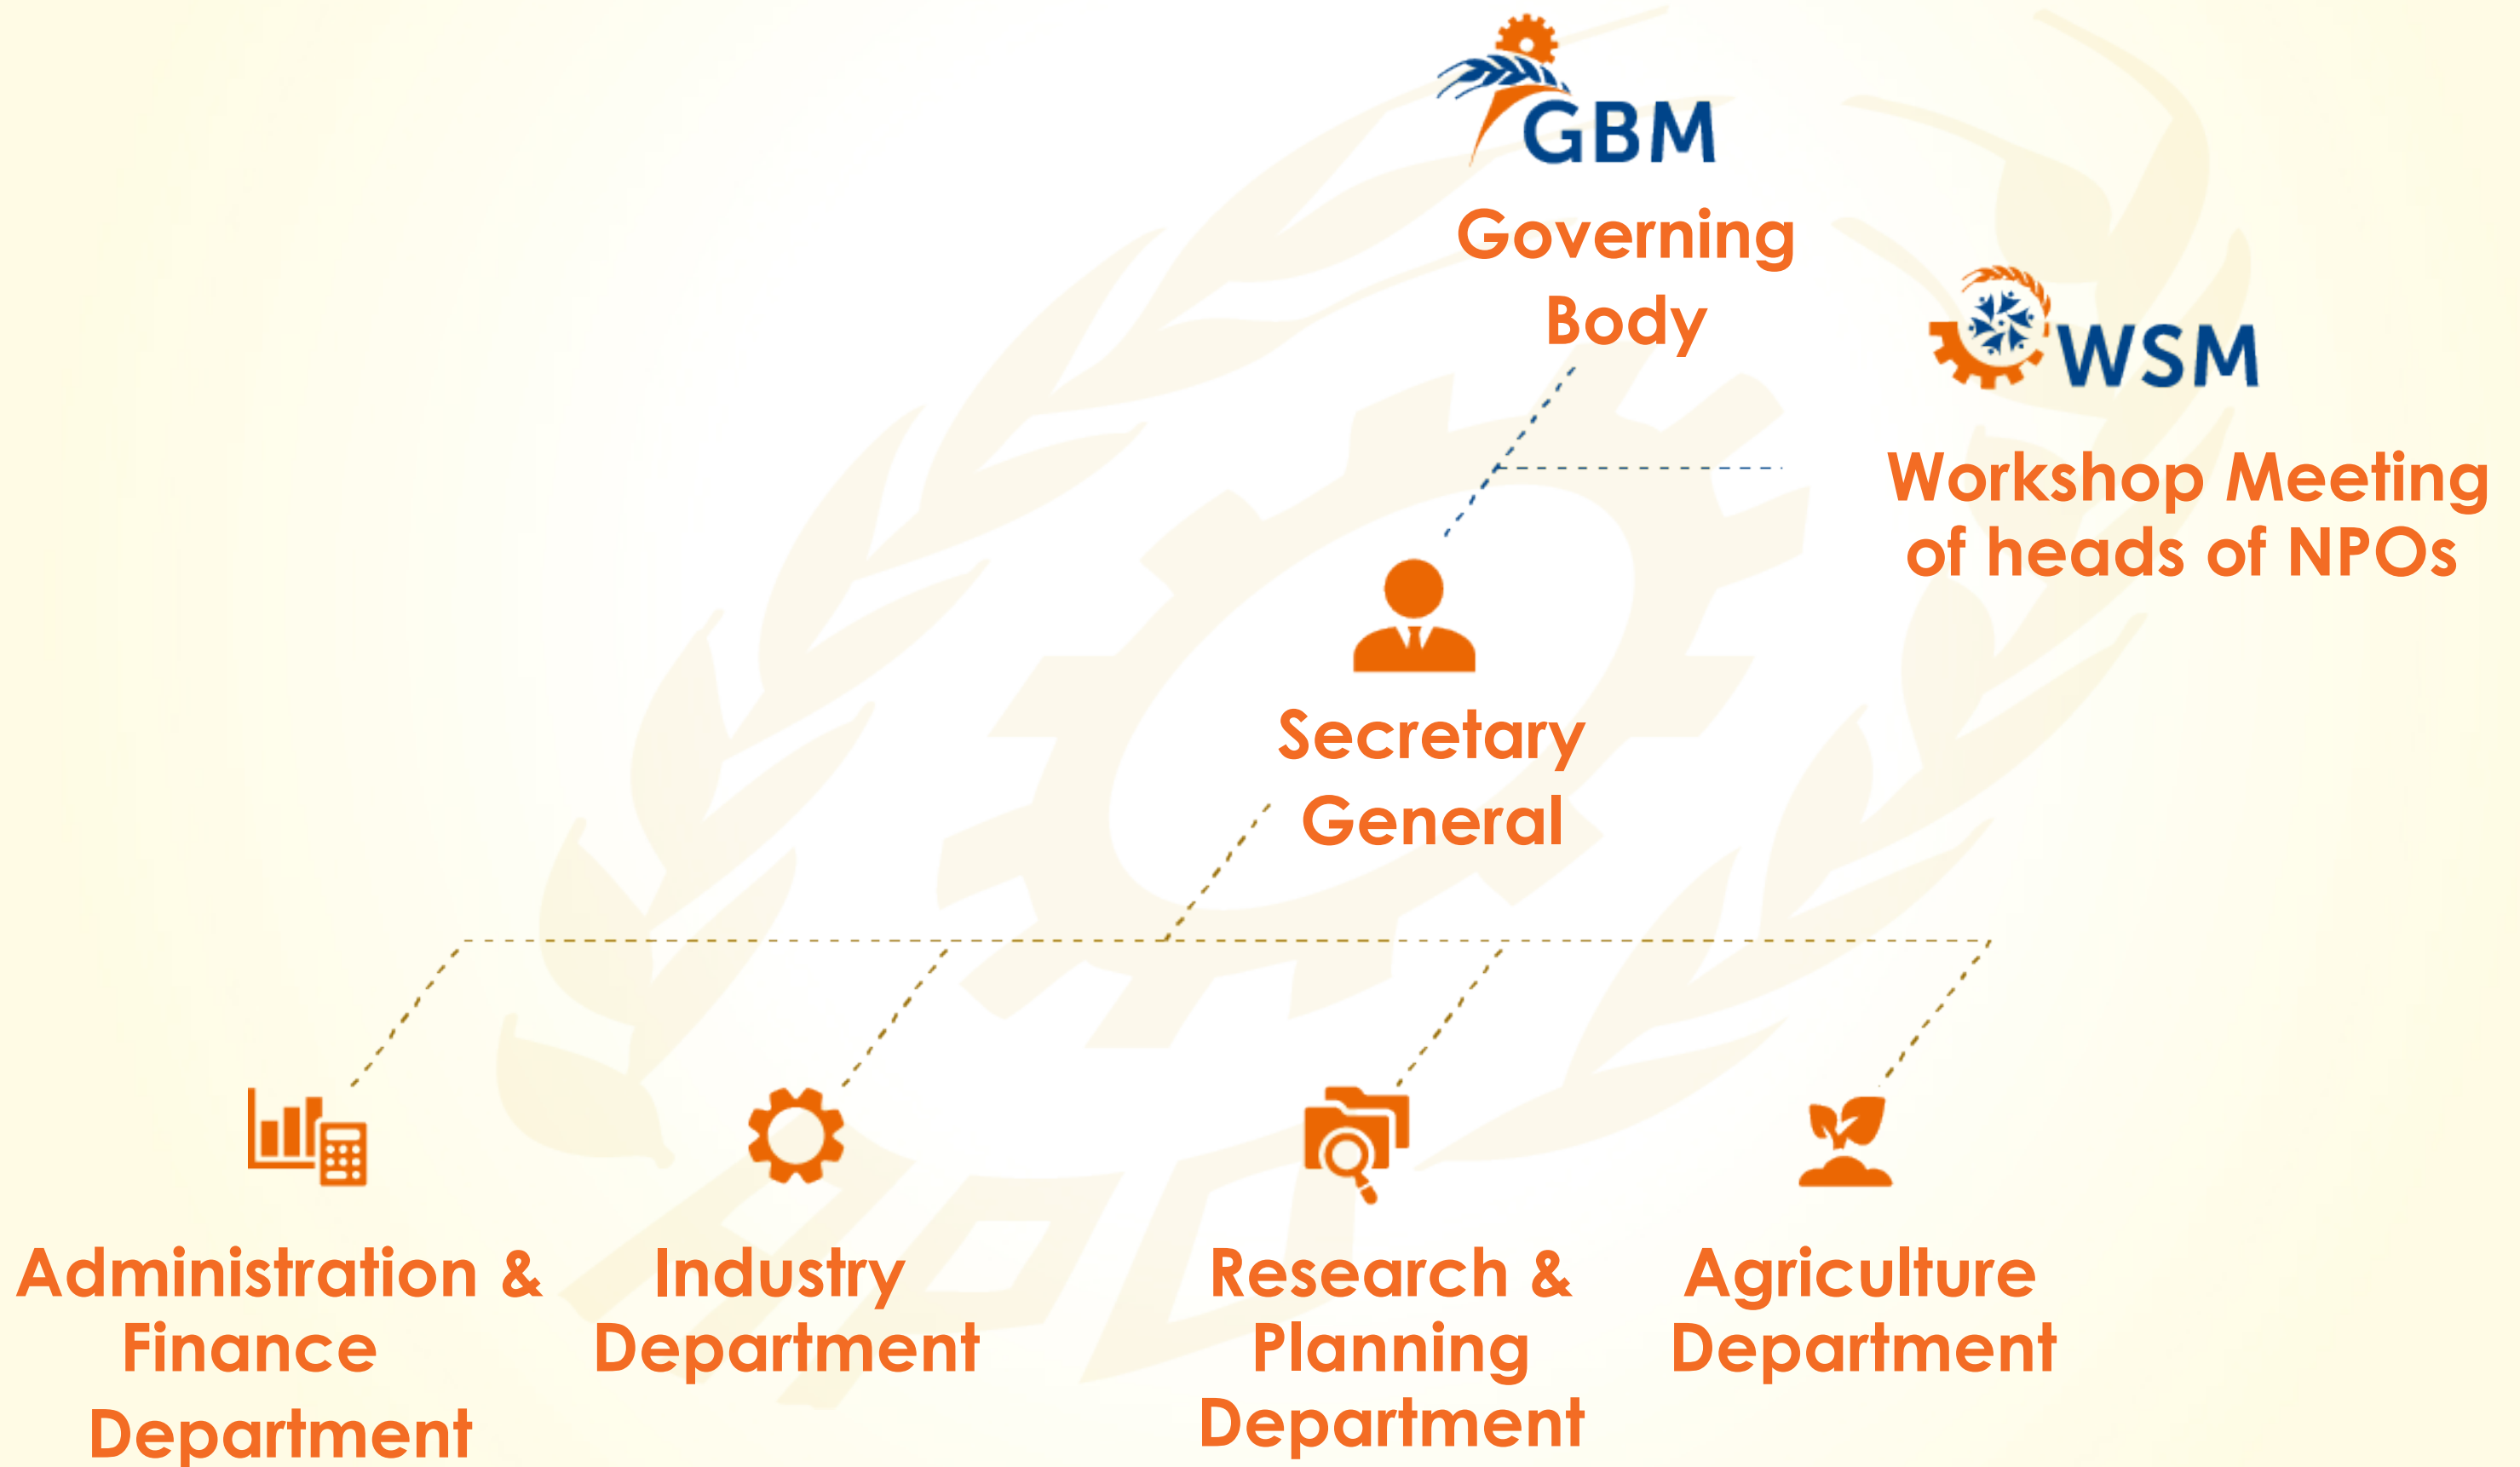 GBM
Governing
Body
WSM
Workshop Meeting
of heads of NPOs
Secretary
General
Administration &
Finance
Department
Industry
Department
Research &
Planning
Department
Agriculture
Department
APO